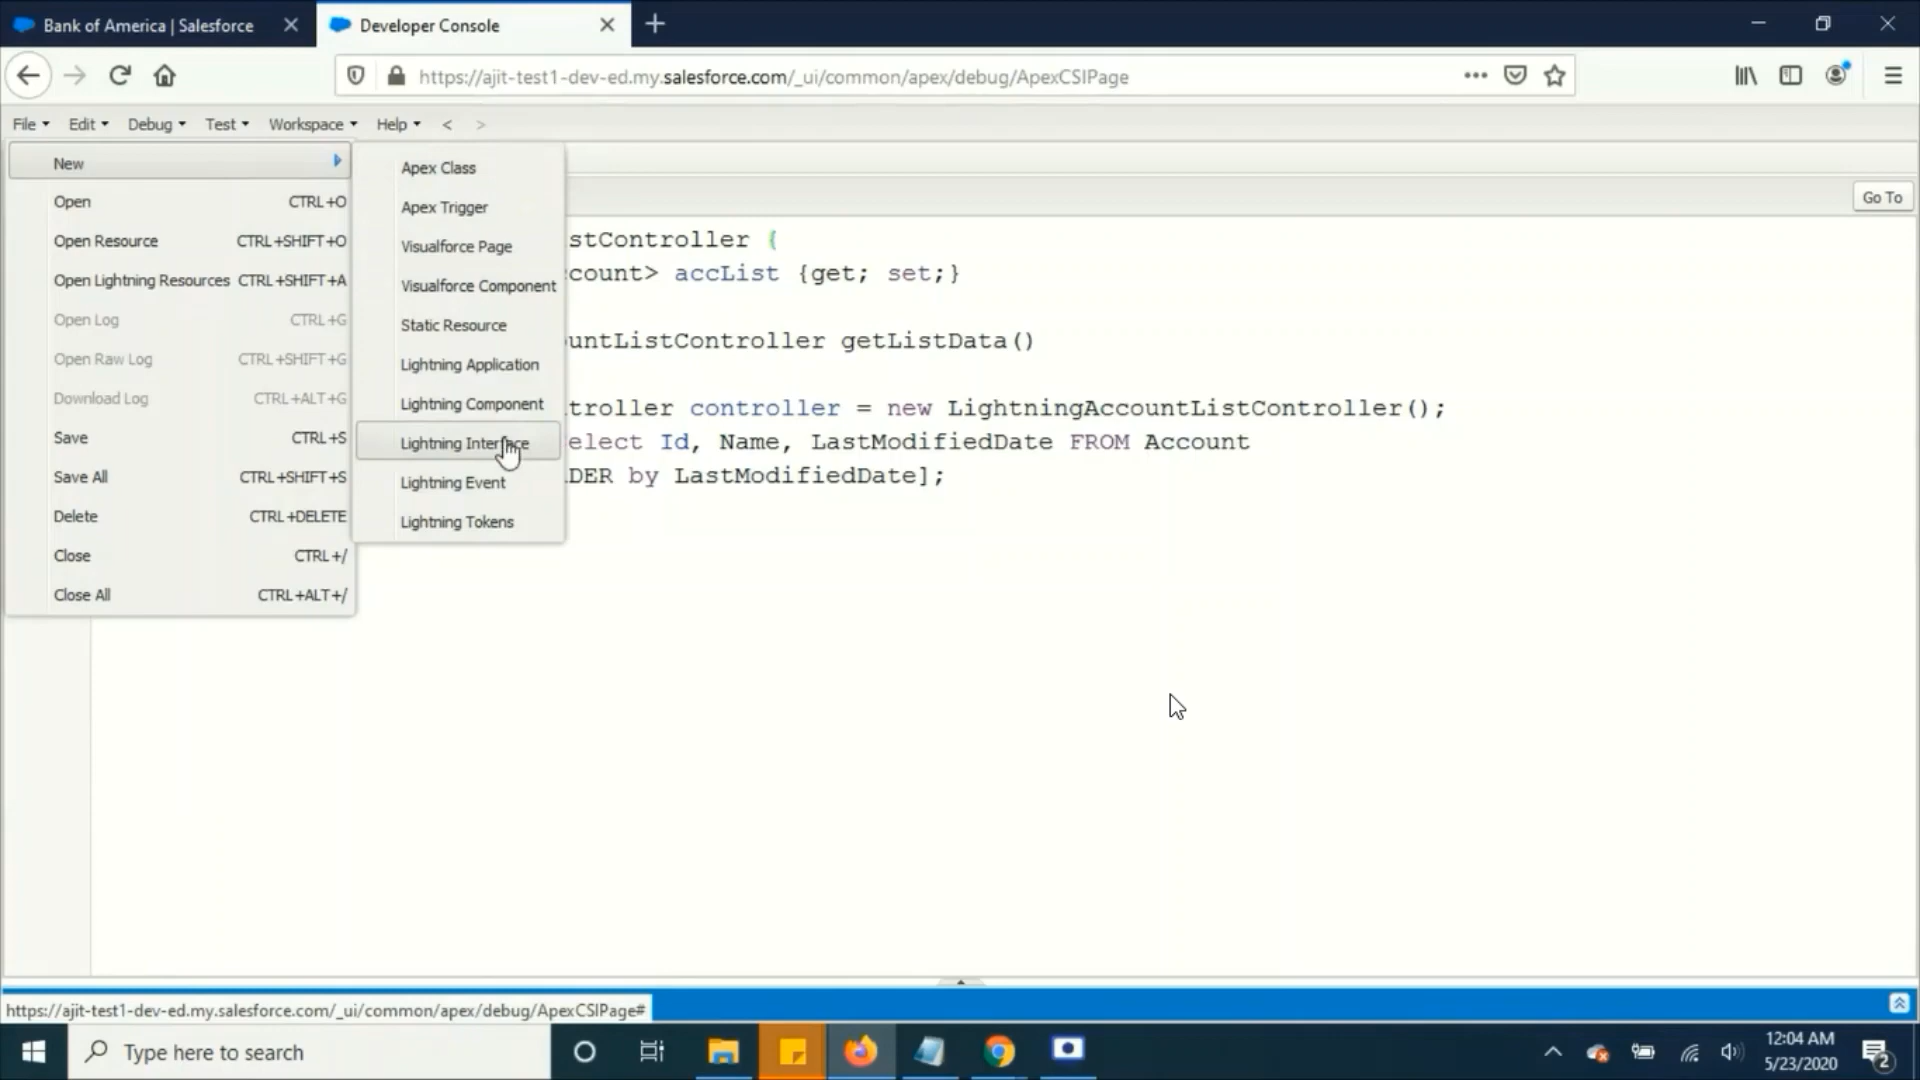 Bank of America | Salesforce
Developer Console
https://ajit-test1-dev-ed.my.salesforce.com/_ui/common/apex/debug/ApexCSIPage
File Edit Debug Test Workspace Help < >
New
Open CTRL+O
Open Resource CTRL+SHIFT+O
Open Lightning Resources CTRL+SHIFT+A
Open Log CTRL+G
Open Raw Log CTRL+SHIFT+G
Download Log CTRL+ALT+G
Save CTRL+S
Save All CTRL+SHIFT+S
Delete CTRL+DELETE
Close CTRL+/
Close All CTRL+ALT+/
Apex Class
Apex Trigger
Visualforce Page
Visualforce Component
Static Resource
Lightning Application
Lightning Component
Lightning Interface
Lightning Event
Lightning Tokens
Go To
stController {
count> accList {get; set;}
untListController getListData()
troller controller = new LightningAccountListController();
elect Id, Name, LastModifiedDate FROM Account
DER by LastModifiedDate];
https://ajit-test1-dev-ed.my.salesforce.com/_ui/common/apex/debug/ApexCSIPage#
Type here to search
12:04 AM
5/23/2020
2